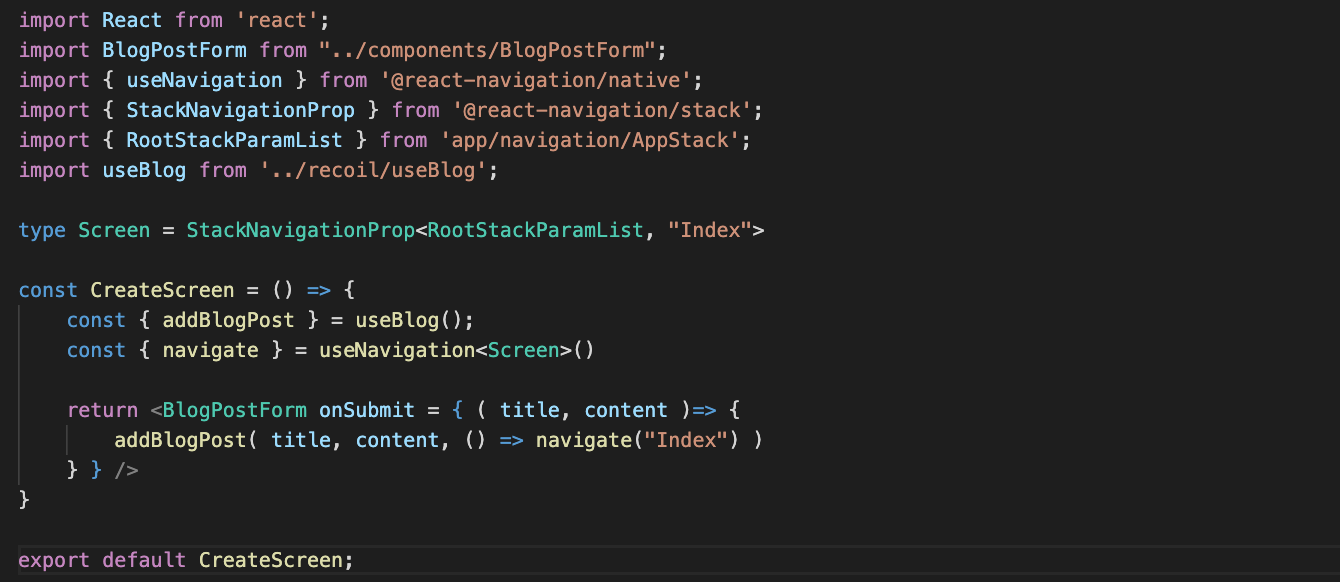 import React from 'react';
import BlogPostForm from "../components/BlogPostForm";
import { useNavigation } from '@react-navigation/native';
import { StackNavigationProp } from '@react-navigation/stack';
import { RootStackParamList } from 'app/navigation/AppStack';
import useBlog from '../recoil/useBlog';
type Screen = StackNavigationProp<RootStackParamList, "Index">
const CreateScreen = () => {
const { addBlogPost } = useBlog();
const { navigate } = useNavigation<Screen>()
return <BlogPostForm onSubmit = { ( title, content )=> {
addBlogPost( title, content, () => navigate("Index") )
} } />
}
export default CreateScreen;